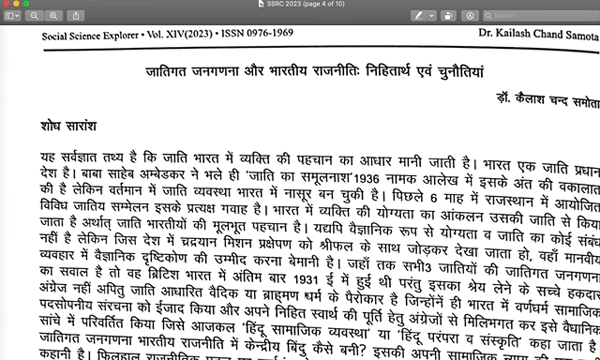 SSRC 2023 (page 4 of 10)
Search
Social Science Explorer • Vol. XIV(2023) • ISSN 0976-1969
Dr. Kailash Chand Samota
जातिगत जनगणना और भारतीय राजनीतिः निहितार्थ एवं चुनौतियां
ड़ॉ. कैलाश चन्द समोता
शोध सारांश
यह सर्वज्ञात तथ्य है कि जाति भारत में व्यक्ति की पहचान का आधार मानी जाती है। भारत एक जाति प्रधान
देश है। बाबा साहेब अम्बेडकर ने भले ही 'जाति का समूलनाश'1936 नामक आलेख में इसके अंत की वकालात
की है लेकिन वर्तमान में जाति व्यवस्था भारत में नासूर बन चुकी है। पिछले 6 माह में राजस्थान में आयोजित
विविध जातिय सम्मेलन इसके प्रत्यक्ष गवाह है। भारत में व्यक्ति की योग्यता का आंकलन उसकी जाति से किया
जाता है अर्थात् जाति भारतीयों की मूलभूत पहचान है। यद्यपि वैज्ञानिक रूप से योग्यता व जाति का कोई संबंध
नहीं है लेकिन जिस देश में चद्रयान मिशन प्रक्षेपण को श्रीफल के साथ जोड़कर देखा जाता हो, वहाँ मानवीय
व्यवहार में वैज्ञानिक दृष्टिकोण की उम्मीद करना बेमानी है। जहाँ तक सभी3 जातियों की जातिगत जनगणना
का सवाल है तो वह ब्रिटिश भारत में अंतिम बार 1931 ई में हुई थी परंतु इसका श्रेय लेने के सच्चे हकदार
अंग्रेज नहीं अपितु जाति आधारित वैदिक या ब्राह्मण धर्म के पैरोकार है जिन्होंनें ही भारत में वर्णधर्म सामाजिक
पदसोपनीय संरचना को ईजाद किया और अपने निहित स्वार्थ की पूर्ति हेतु अंग्रेजों से मिलिभगत कर इसे वैधानिक
सांचे में परिवर्तित किया जिसे आजकल 'हिंदू सामाजिक व्यवस्था' या 'हिंदू परंपरा व संस्कृति' कहा जाता है
जातिगत जनगणना भारतीय राजनीति में केन्द्रीय बिंदु कैसे बनी? इसकी अपनी सामाजिक
कहानी है। फिलहाल राजनीतिक